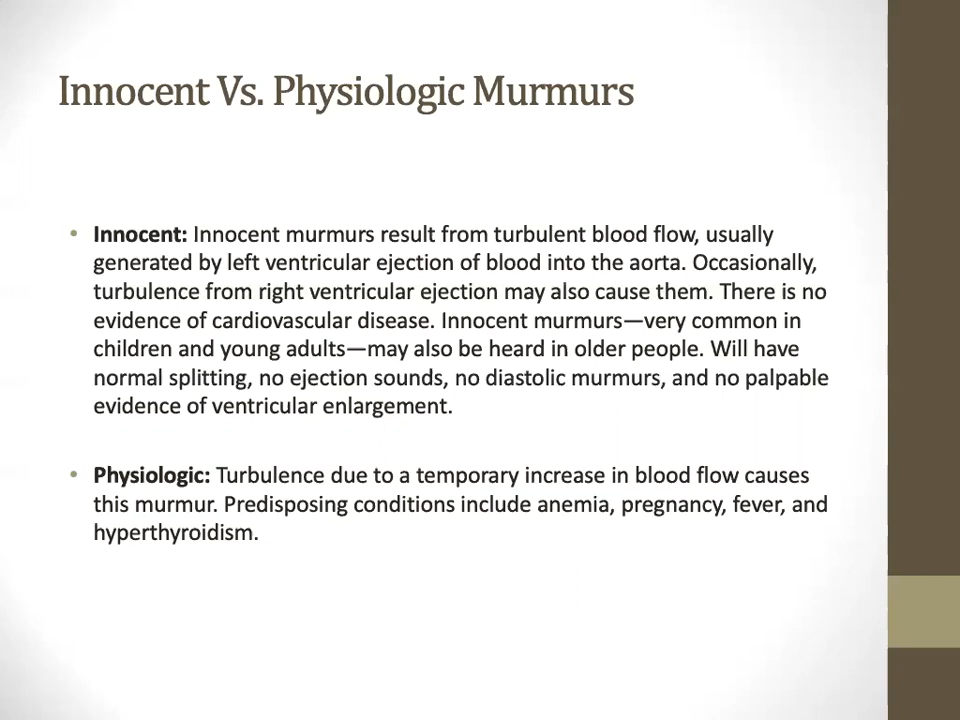 Innocent Vs. Physiologic Murmurs
• Innocent: Innocent murmurs result from turbulent blood flow, usually
generated by left ventricular ejection of blood into the aorta. Occasionally,
turbulence from right ventricular ejection may also cause them. There is no
evidence of cardiovascular disease. Innocent murmurs—very common in
children and young adults—may also be heard in older people. Will have
normal splitting, no ejection sounds, no diastolic murmurs, and no palpable
evidence of ventricular enlargement.
• Physiologic: Turbulence due to a temporary increase in blood flow causes
this murmur. Predisposing conditions include anemia, pregnancy, fever, and
hyperthyroidism.